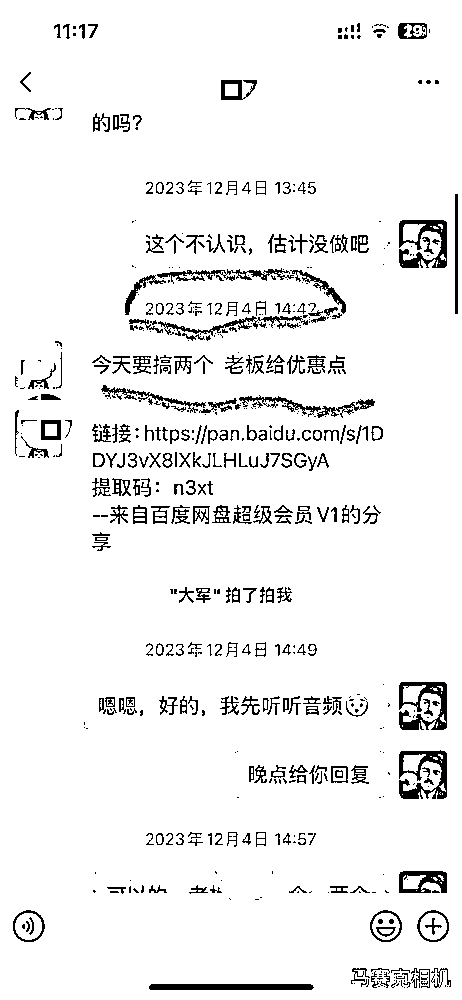 11:17
29
的吗?
2023年12月4日 13:45
这个不认识，估计没做吧
2023年12月4日 14:42
今天要搞两个 老板给优惠点
链接:https://pan.baidu.com/s/1D
DYJ3vX8lXkJLHLuJ7SGyA
提取码：n3xt
--来自百度网盘超级会员V1的分
享
"大军"拍了拍我
2023年12月4日 14:49
嗯嗯，好的，我先听听音频
晚点给你回复
2023年12月4日 14:57
可以的
马赛克相机